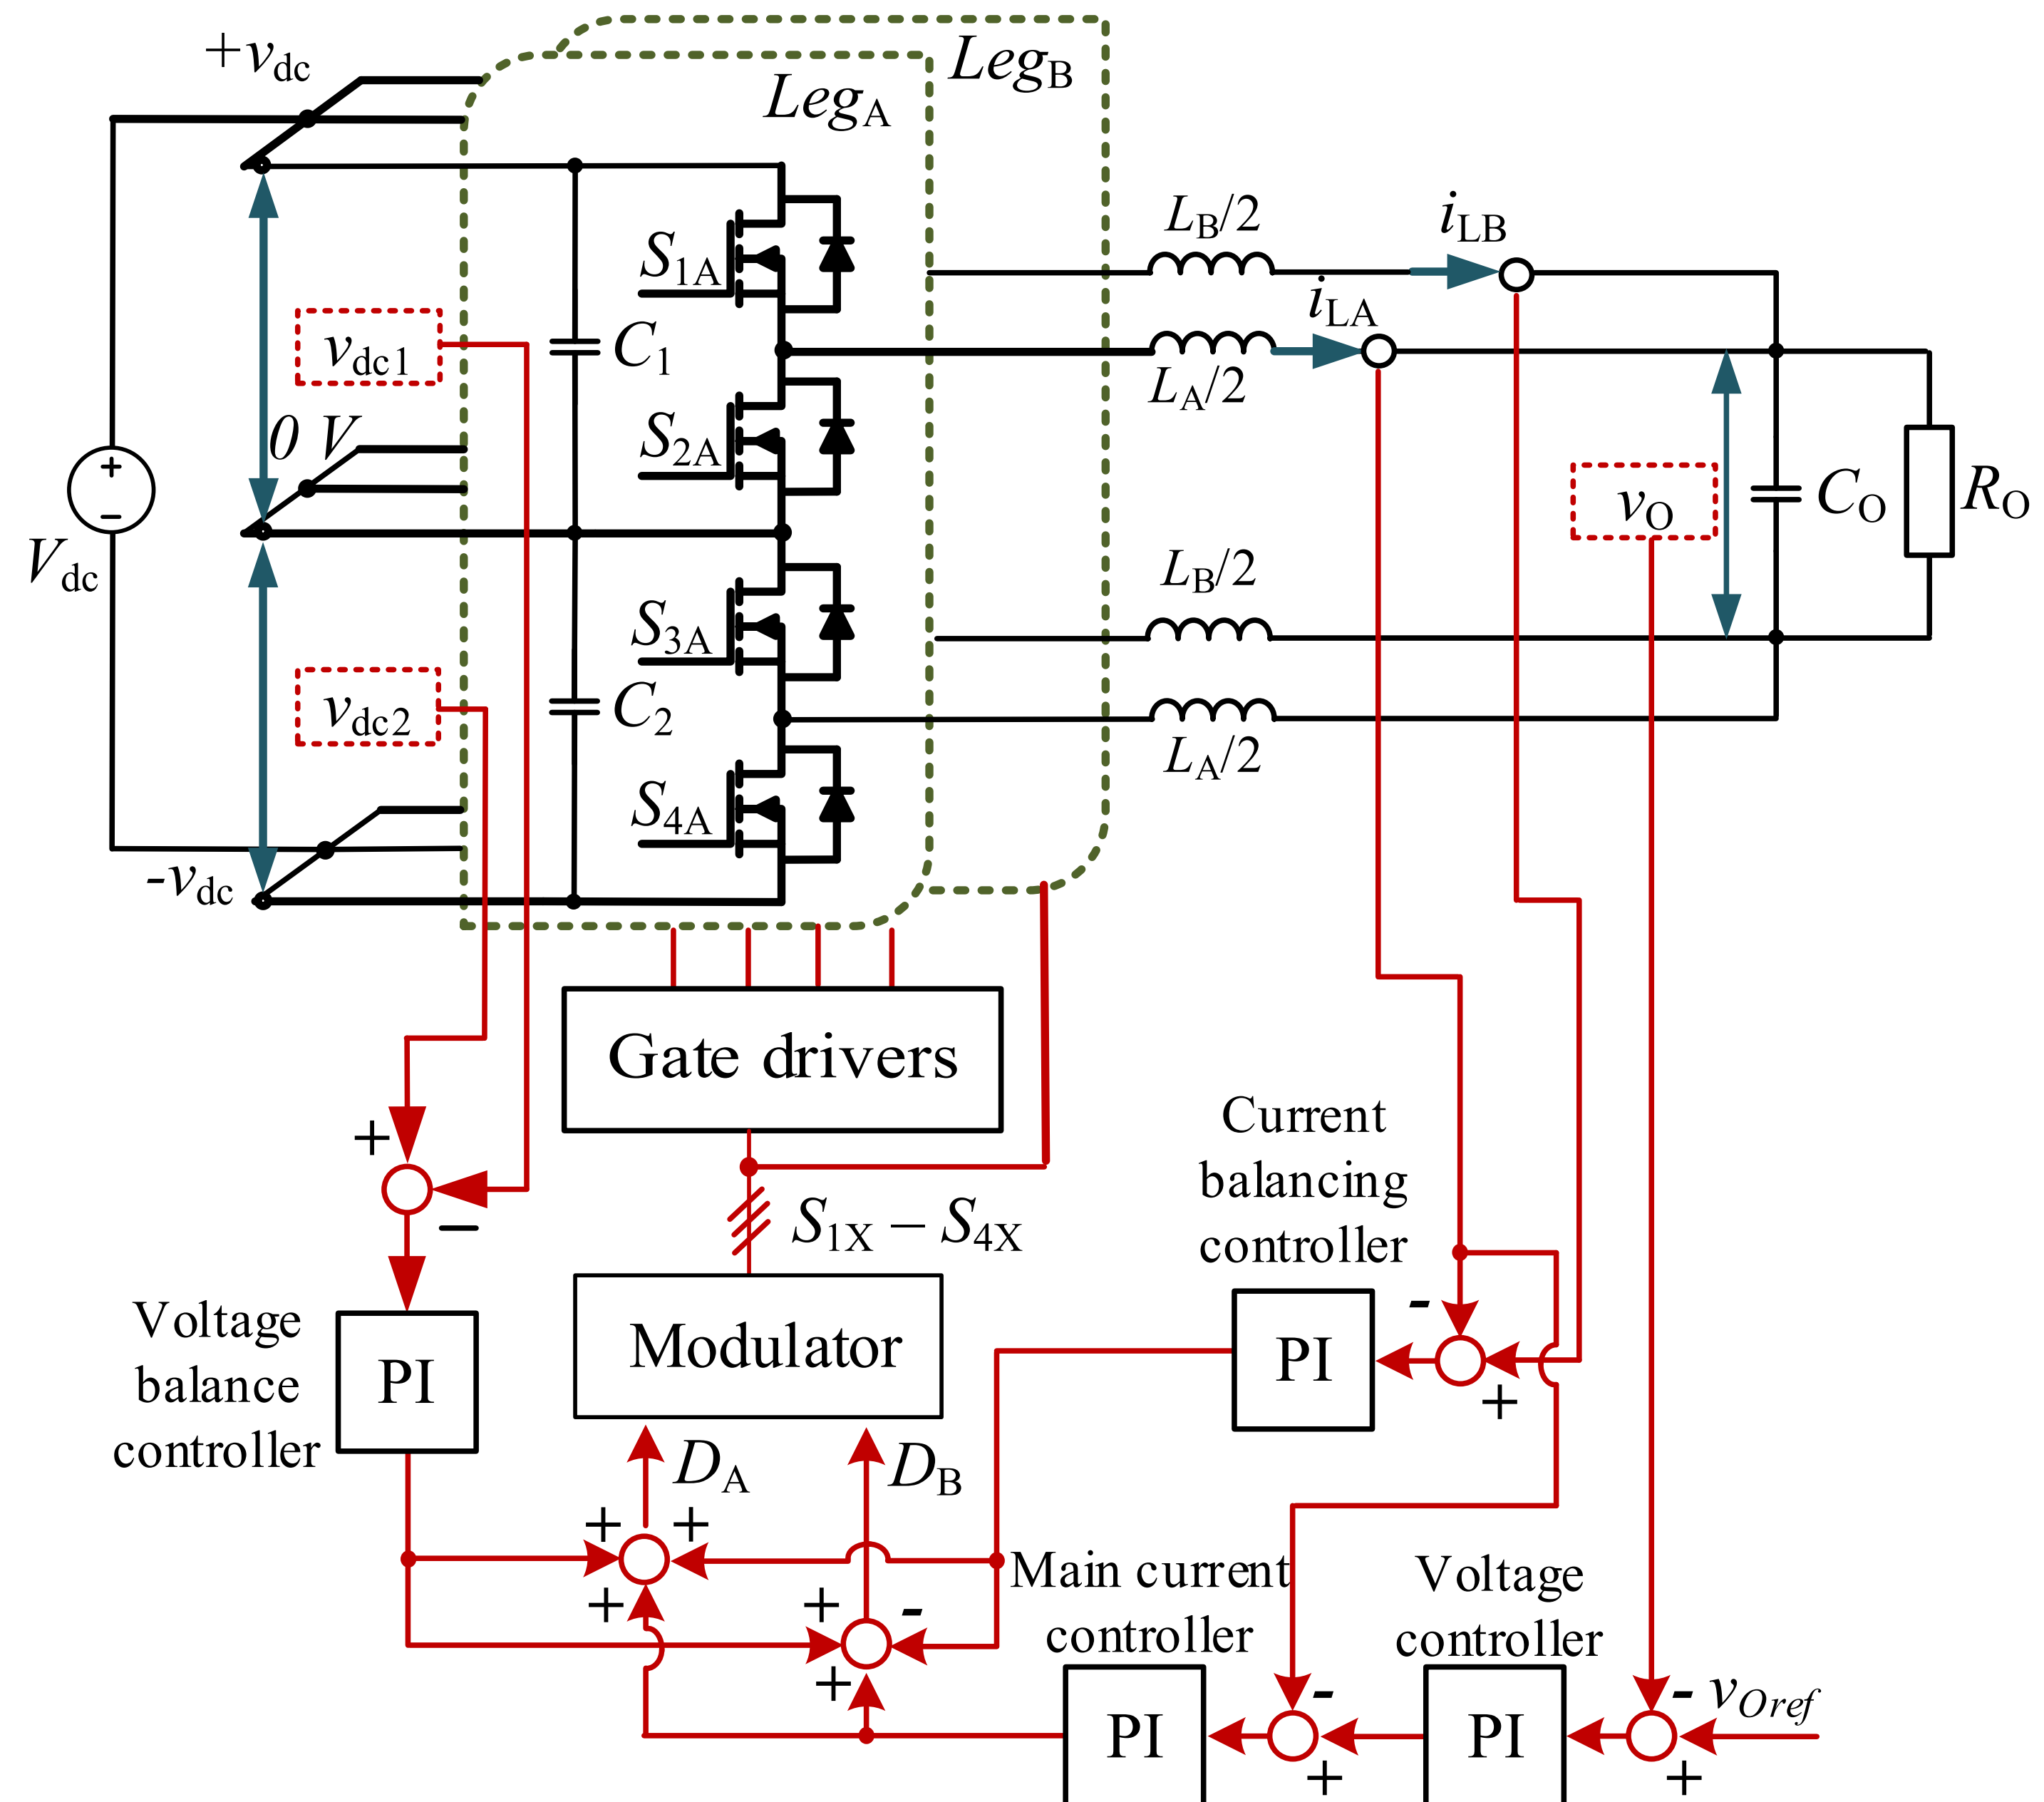 +vdc
LegB
LegA
LB/2
iLB
S1A
iLA
vdc1
C1
LA/2
0 V
S2A
+
−
vO
CO
RO
Vdc
LB/2
S3A
vdc2
C2
LA/2
S4A
-vdc
Gate drivers
Current
balancing
controller
+
−
S1X – S4X
-
Voltage
balance
controller
PI
Modulator
PI
+
DA
DB
+ +
Main current
controller
Voltage
controller
+ + -
+
- - vOref
PI
PI
+ +